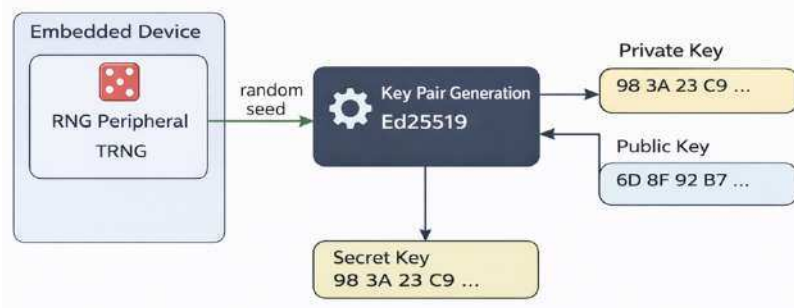 Embedded Device
RNG Peripheral
TRNG
random
seed
Key Pair Generation
Ed25519
Private Key
98 3A 23 C9 ...
Public Key
6D 8F 92 B7 ...
Secret Key
98 3A 23 C9 ...